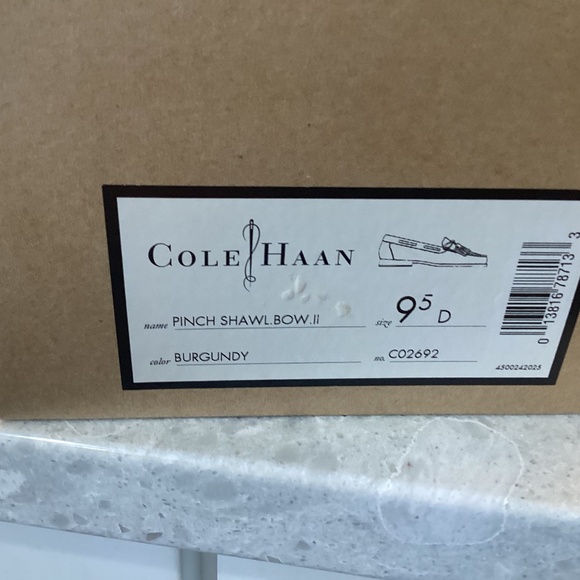 COLE HAAN
name PINCH SHAWL.BOW.Ii
size 9 5 D
color BURGUNDY
no. C02692
0 13816 78713 3
4500242025